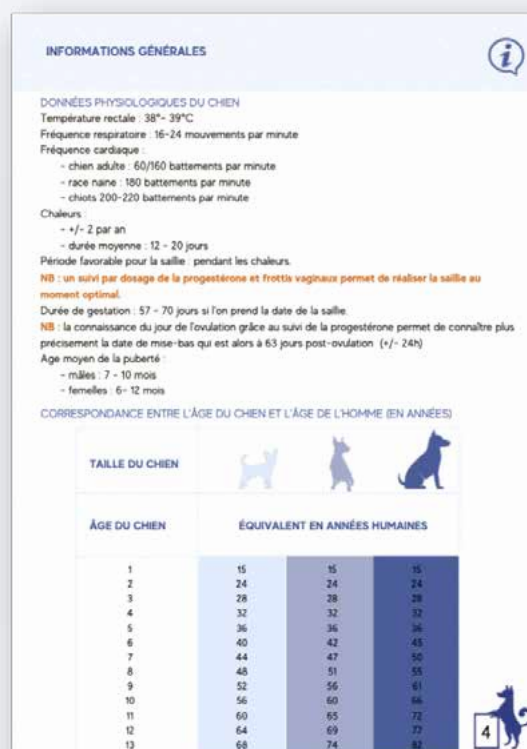 INFORMATIONS GÉNÉRALES
i
DONNÉES PHYSIOLOGIQUES DU CHIEN
Température rectale : 38°- 39°C
Fréquence respiratoire : 16-24 mouvements par minute
Fréquence cardiaque :
- chien adulte : 60/160 battements par minute
- race naine : 180 battements par minute
- chiots 200-220 battements par minute
Chaleurs :
- +/- 2 par an
- durée moyenne : 12 - 20 jours
Période favorable pour la saillie : pendant les chaleurs.
NB : un suivi par dosage de la progestérone et frottis vaginaux permet de réaliser la saillie au
moment optimal.
Durée de gestation : 57 - 70 jours si l'on prend la date de la saillie.
NB : la connaissance du jour de l'ovulation grâce au suivi de la progestérone permet de connaître plus
précisement la date de mise-bas qui est alors à 63 jours post-ovulation (+/- 24h)
Age moyen de la puberté :
- mâles : 7 - 10 mois
- femelles : 6- 12 mois
CORRESPONDANCE ENTRE L'ÂGE DU CHIEN ET L'ÂGE DE L'HOMME (EN ANNÉES)
TAILLE DU CHIEN
ÂGE DU CHIEN ÉQUIVALENT EN ANNÉES HUMAINES
1 15 15 15
2 24 24 24
3 28 28 28
4 32 32 32
5 36 36 36
6 40 42 45
7 44 47 50
8 48 51 55
9 52 56 61
10 56 60 66
11 60 65 72
12 64 69 77
13 68 74 82
4